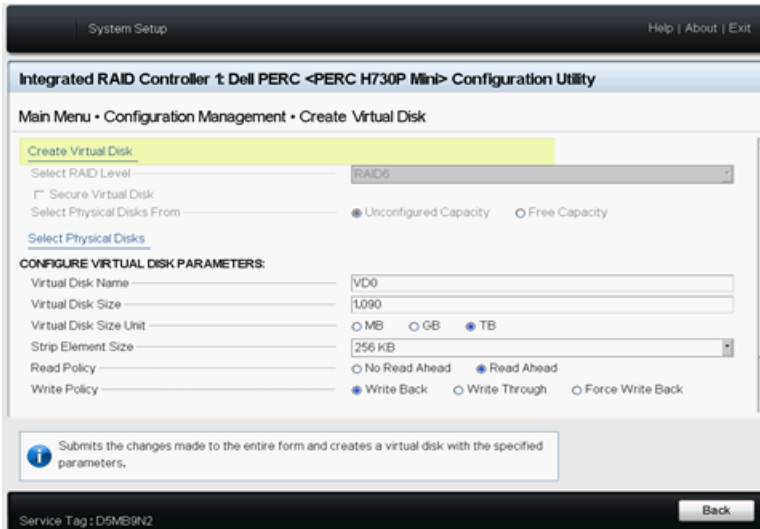 System Setup
Help | About | Exit
Integrated RAID Controller 1: Dell PERC <PERC H730P Mini> Configuration Utility
Main Menu • Configuration Management • Create Virtual Disk
Create Virtual Disk
Select RAID Level RAID6
Secure Virtual Disk
Select Physical Disks From Unconfigured Capacity Free Capacity
Select Physical Disks
CONFIGURE VIRTUAL DISK PARAMETERS:
Virtual Disk Name VD0
Virtual Disk Size 1.090
Virtual Disk Size Unit MB GB TB
Strip Element Size 256 KB
Read Policy No Read Ahead Read Ahead
Write Policy Write Back Write Through Force Write Back
Submits the changes made to the entire form and creates a virtual disk with the specified
parameters.
Back
Service Tag : D5MB9N2